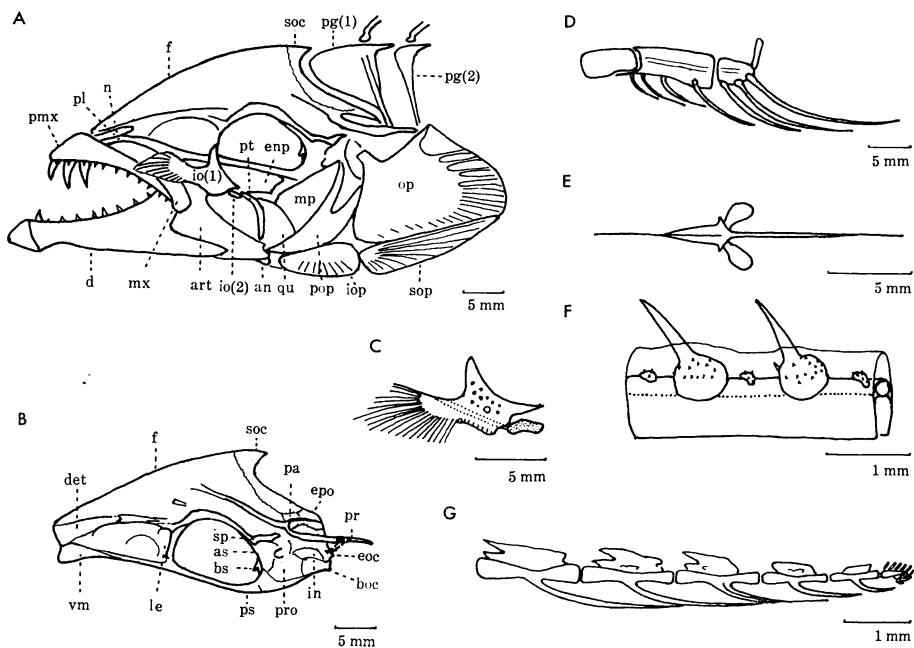 A
soc pg(1)
f
pg(2)
n
pl
pmx
pt enp
io(1)
mp
op
d mx art io(2) an qu pop iop sop
5 mm
B
soc
f
pa
det
epo
pr
sp
as
bs
eoc
boc
vm le ps pro in
5 mm
C
5 mm
D
5 mm
E
5 mm
F
1 mm
G
1 mm